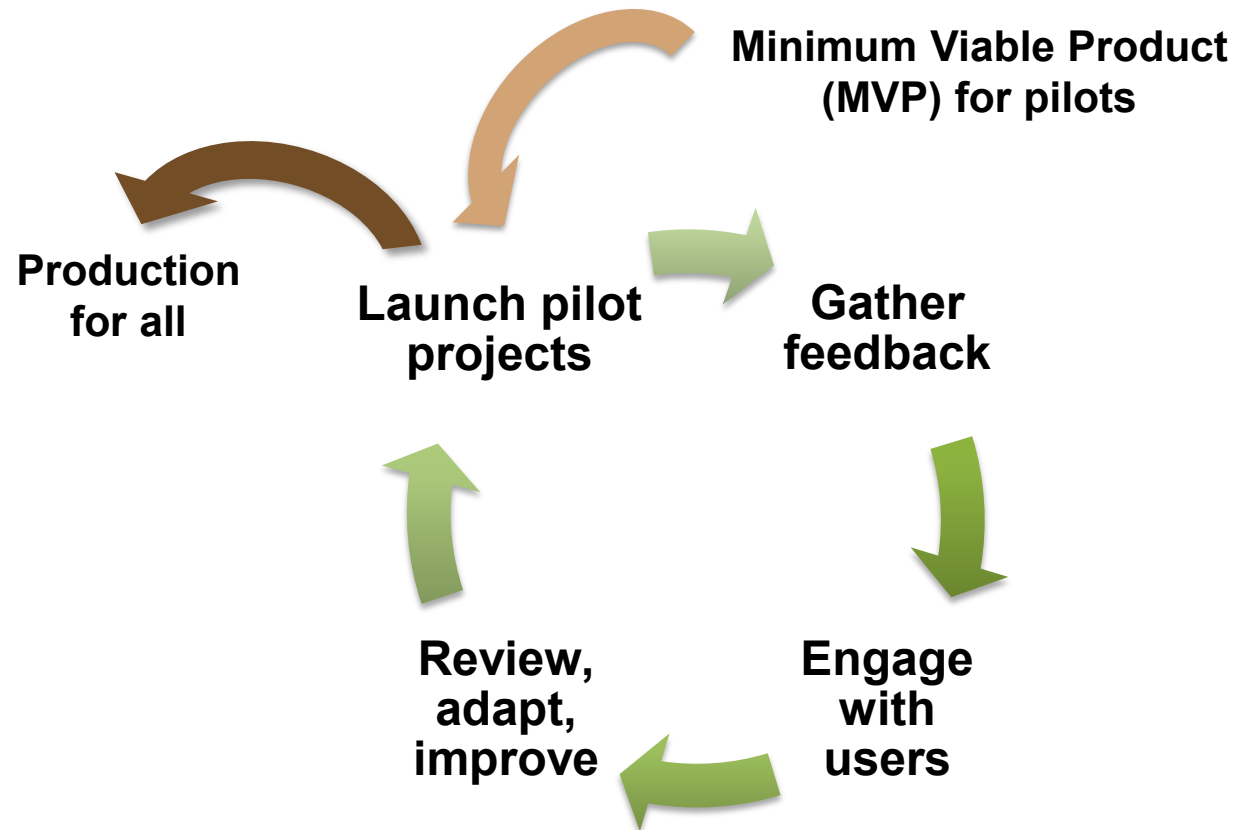 Minimum Viable Product
(MVP) for pilots
Production
for all
Launch pilot
projects
Gather
feedback
Engage
with
users
Review,
adapt,
improve